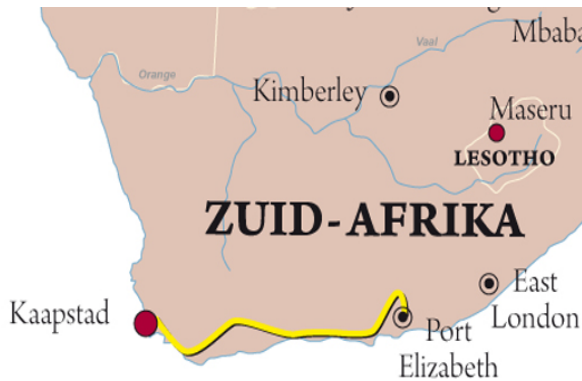 Vaal
Mbaba
Orange
Kimberley
Maseru
LESOTHO
ZUID-AFRIKA
East
London
Kaapstad
Port
Elizabeth